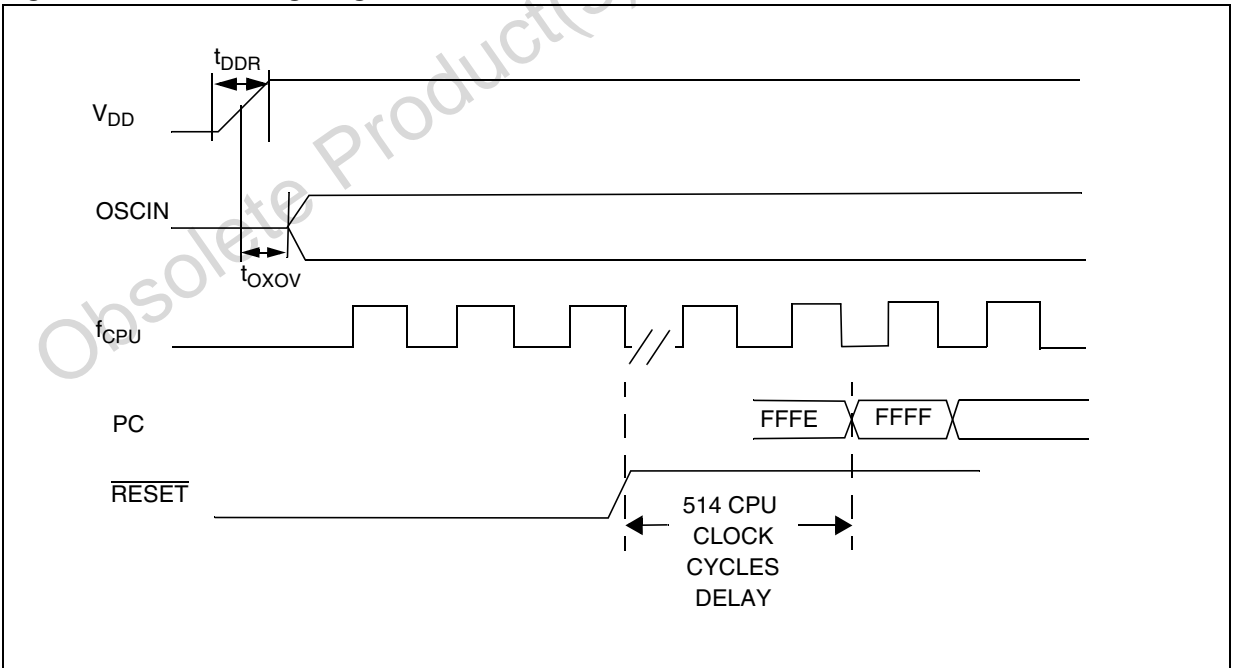 Obsolete Product(s)
tDDR
VDD
OSCIN
tOXOV
fCPU
PC
FFFE
FFFF
RESET
514 CPU
CLOCK
CYCLES
DELAY